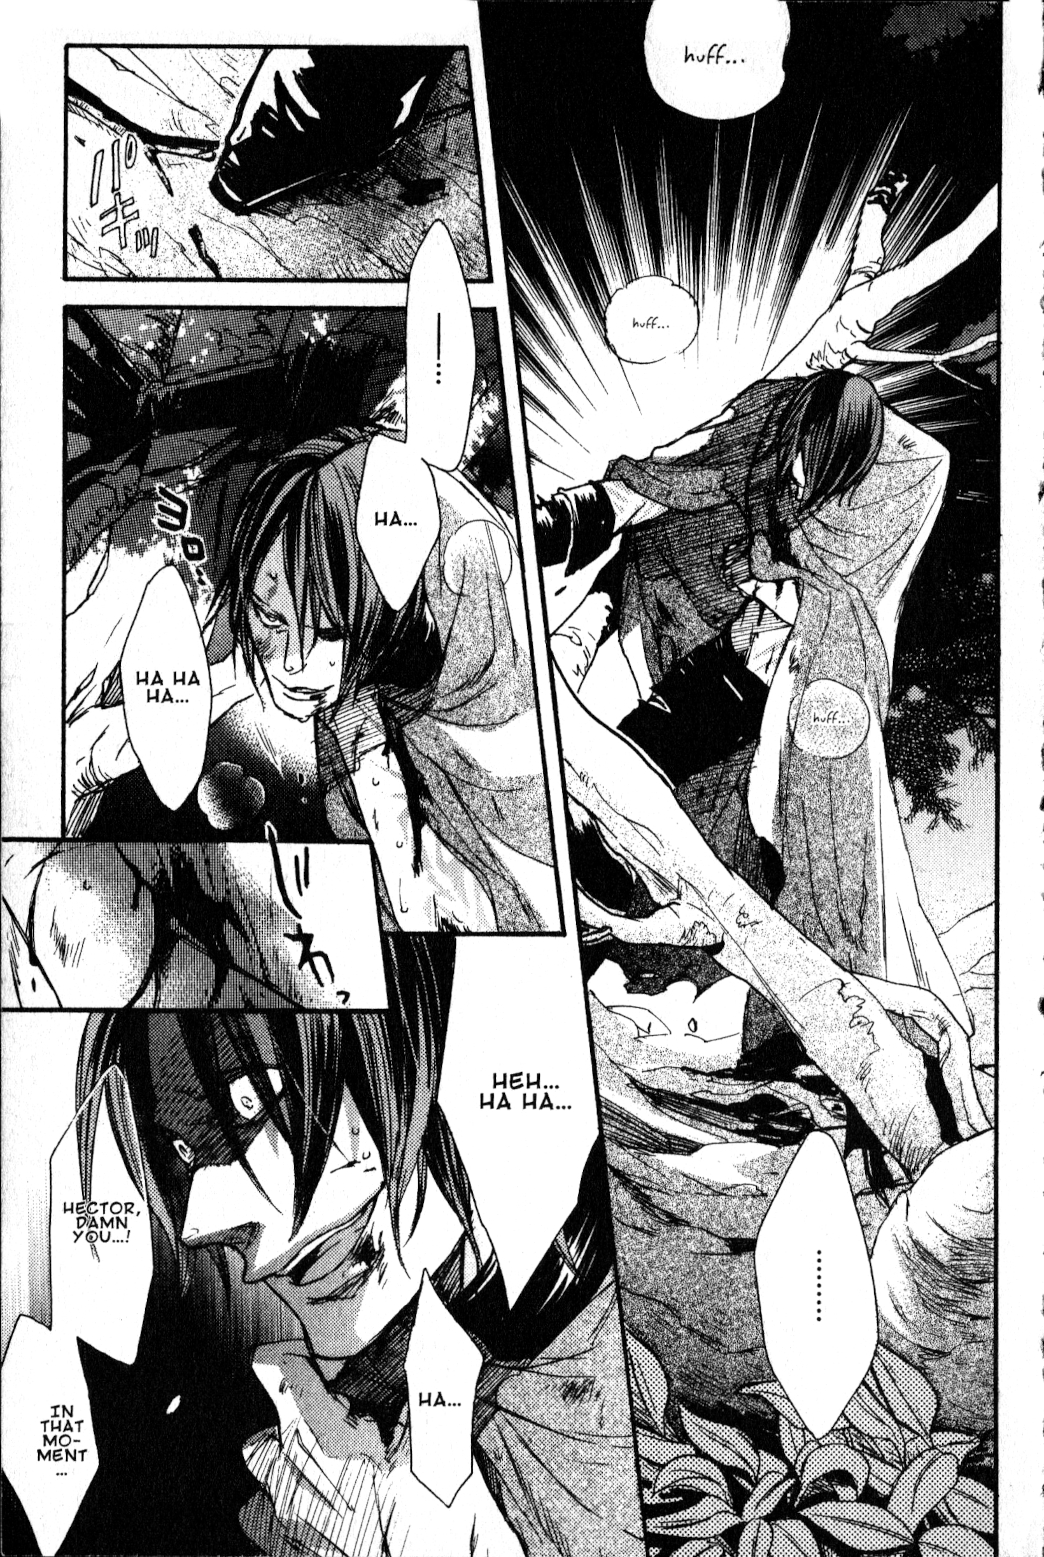 huff...
huff...
huff...
........
バキッ
——....
HA...
ヨロ..
HA HA
HA...
じわっ
HEH...
HA HA...
HA...
HECTOR,
DAMN
YOU...!
IN
THAT
MO-
MENT
...